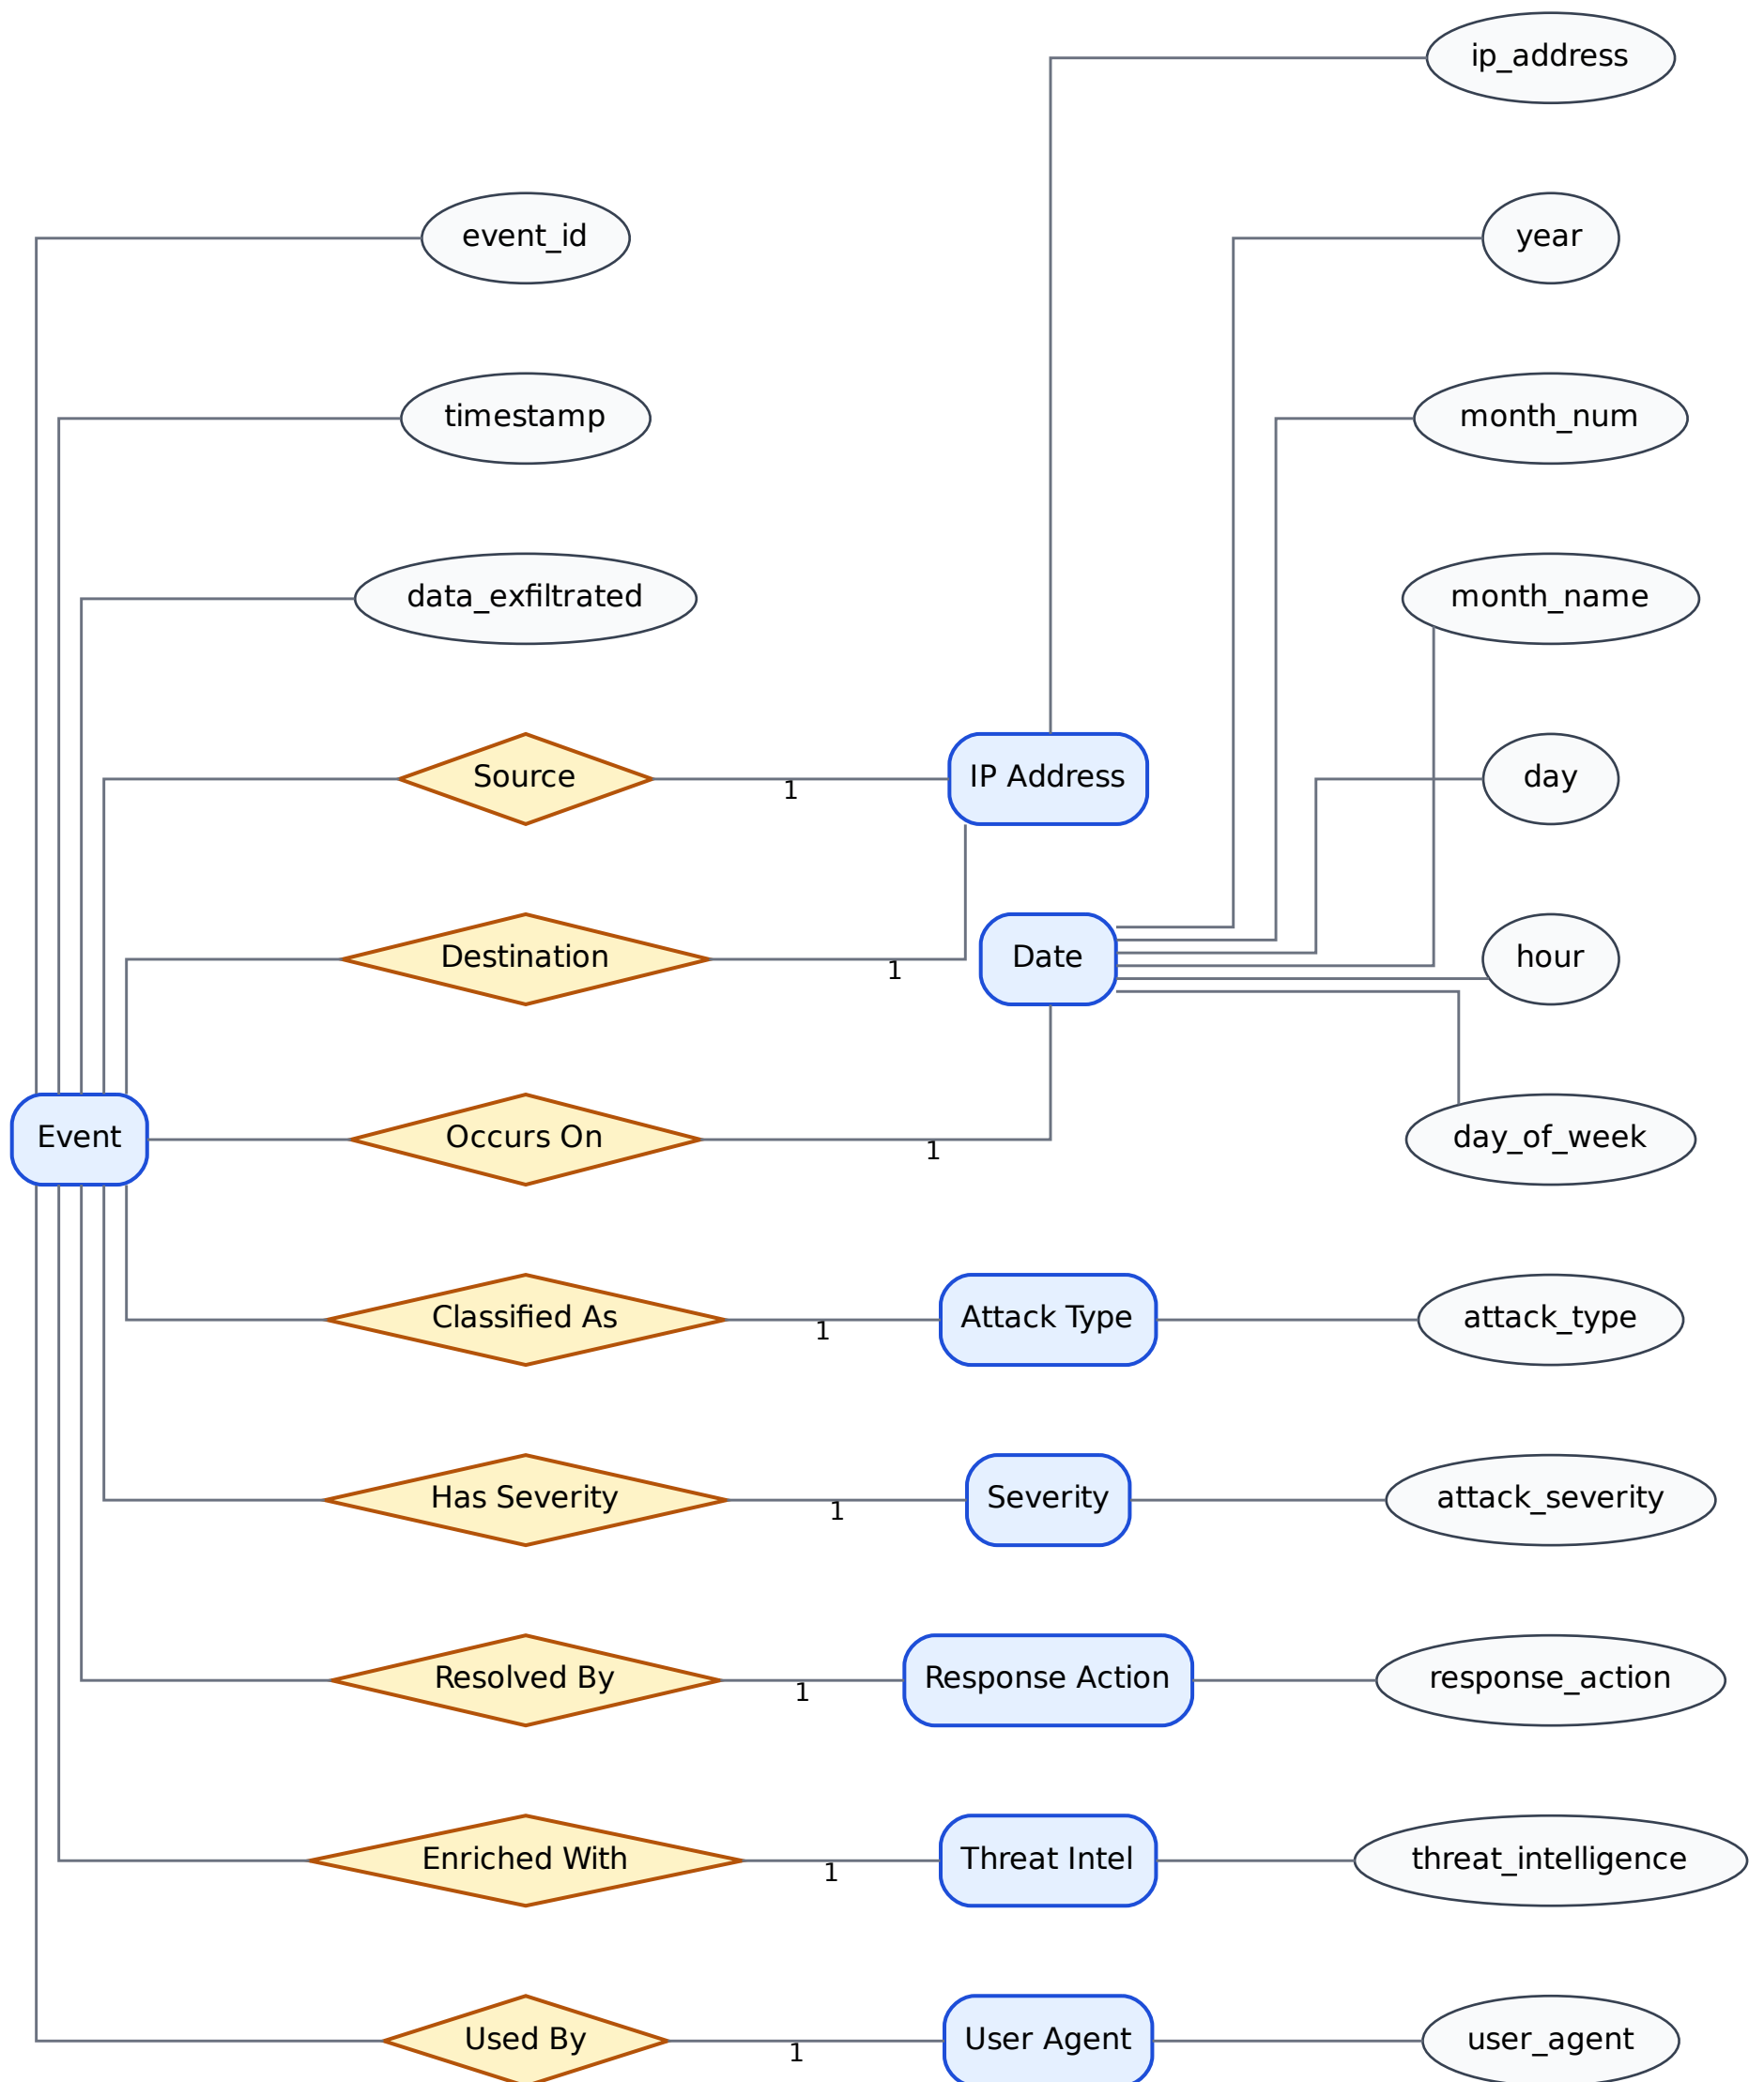 ip_address
event_id
year
timestamp
month_num
data_exfiltrated
month_name
Source
1
IP Address
day
Destination
1
Date
hour
Event
Occurs On
1
day_of_week
Classified As
1
Attack Type
attack_type
Has Severity
1
Severity
attack_severity
Resolved By
1
Response Action
response_action
Enriched With
1
Threat Intel
threat_intelligence
Used By
1
User Agent
user_agent